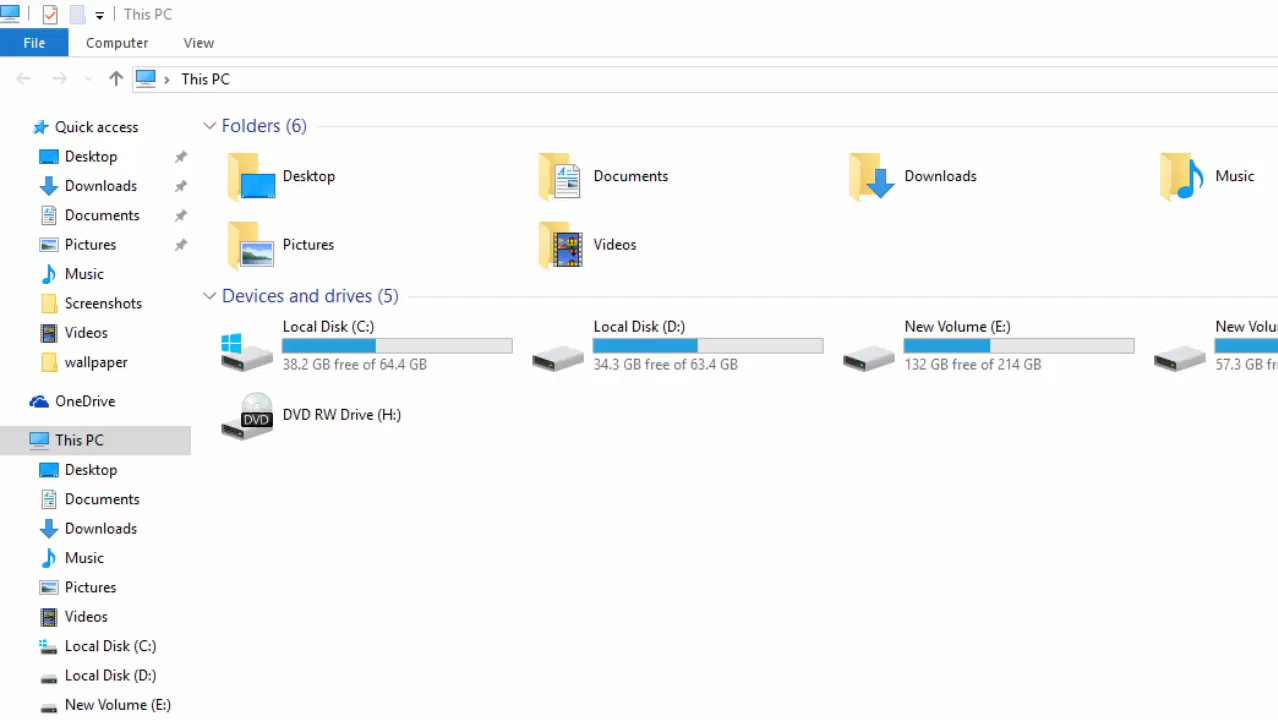 This PC
File Computer View
This PC
Quick access
Desktop
Downloads
Documents
Pictures
Music
Screenshots
Videos
wallpaper
OneDrive
This PC
Desktop
Documents
Downloads
Music
Pictures
Videos
Local Disk (C:)
Local Disk (D:)
New Volume (E:)
Folders (6)
Desktop
Documents
Downloads
Music
Pictures
Videos
Devices and drives (5)
Local Disk (C:)
38.2 GB free of 64.4 GB
Local Disk (D:)
34.3 GB free of 63.4 GB
New Volume (E:)
132 GB free of 214 GB
New Volu
57.3 GB fr
DVD
DVD RW Drive (H:)